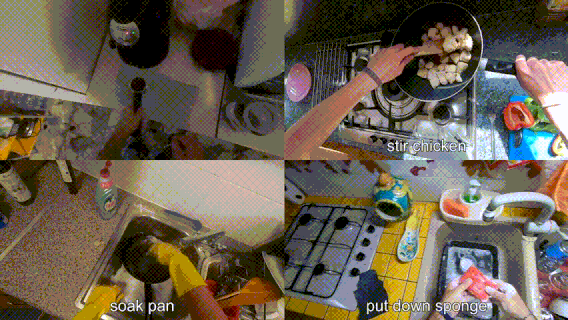 stir chicken
soak pan
put down sponge